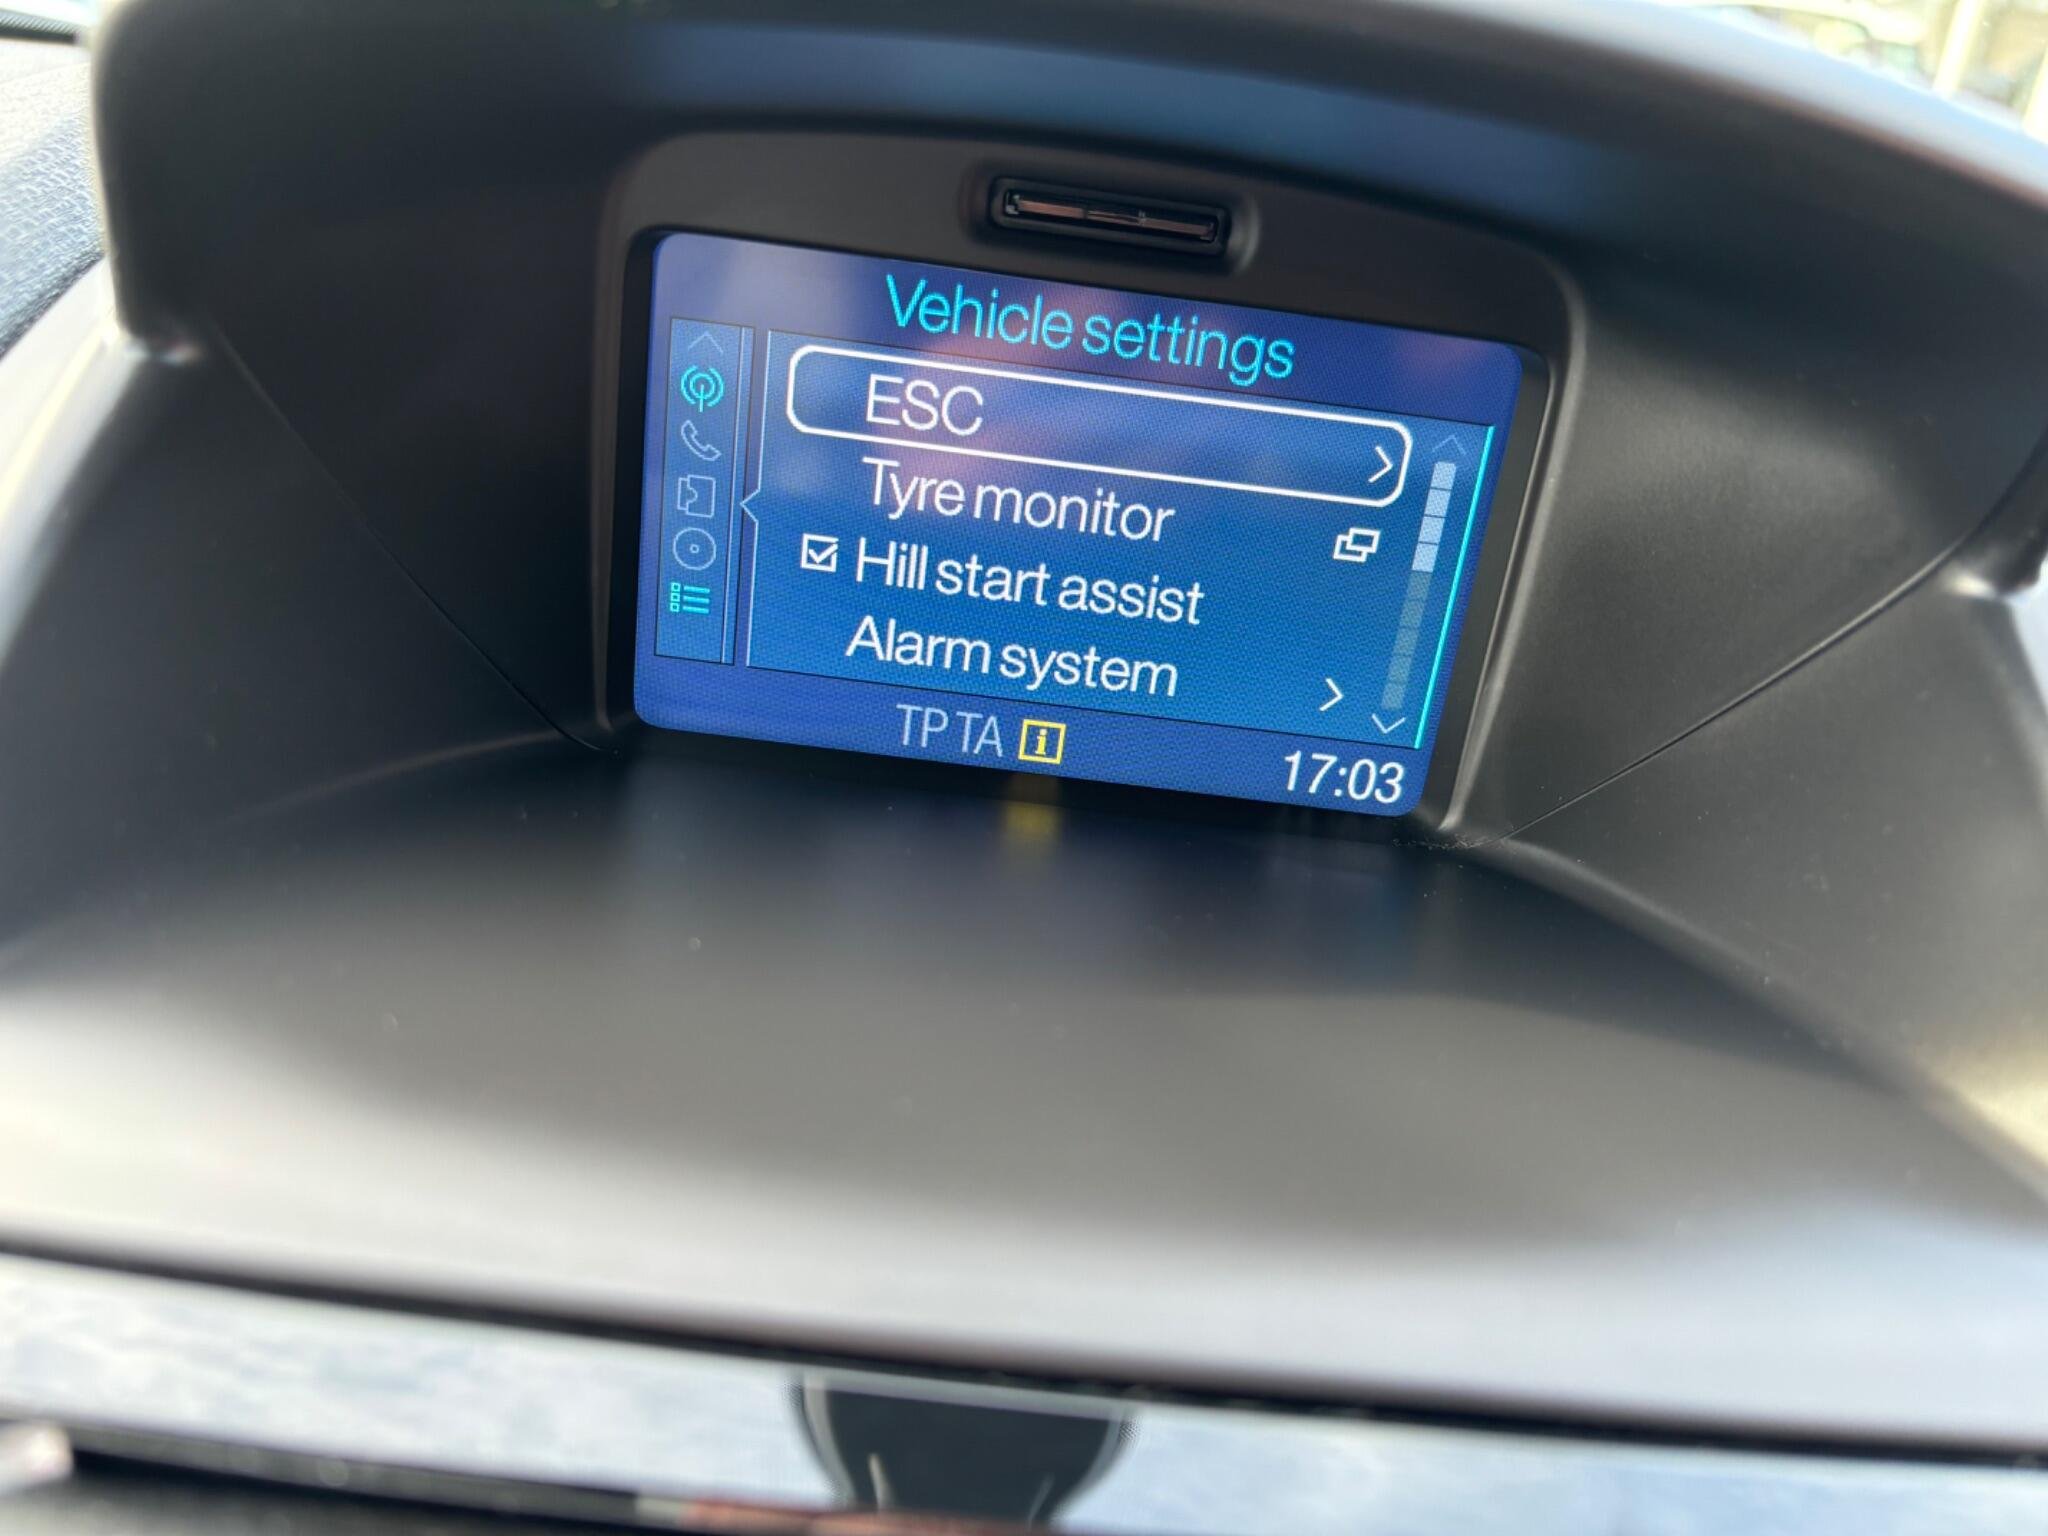 Vehicle settings
ESC
Tyre monitor
Hill start assist
Alarm system
TP TA i
17:03